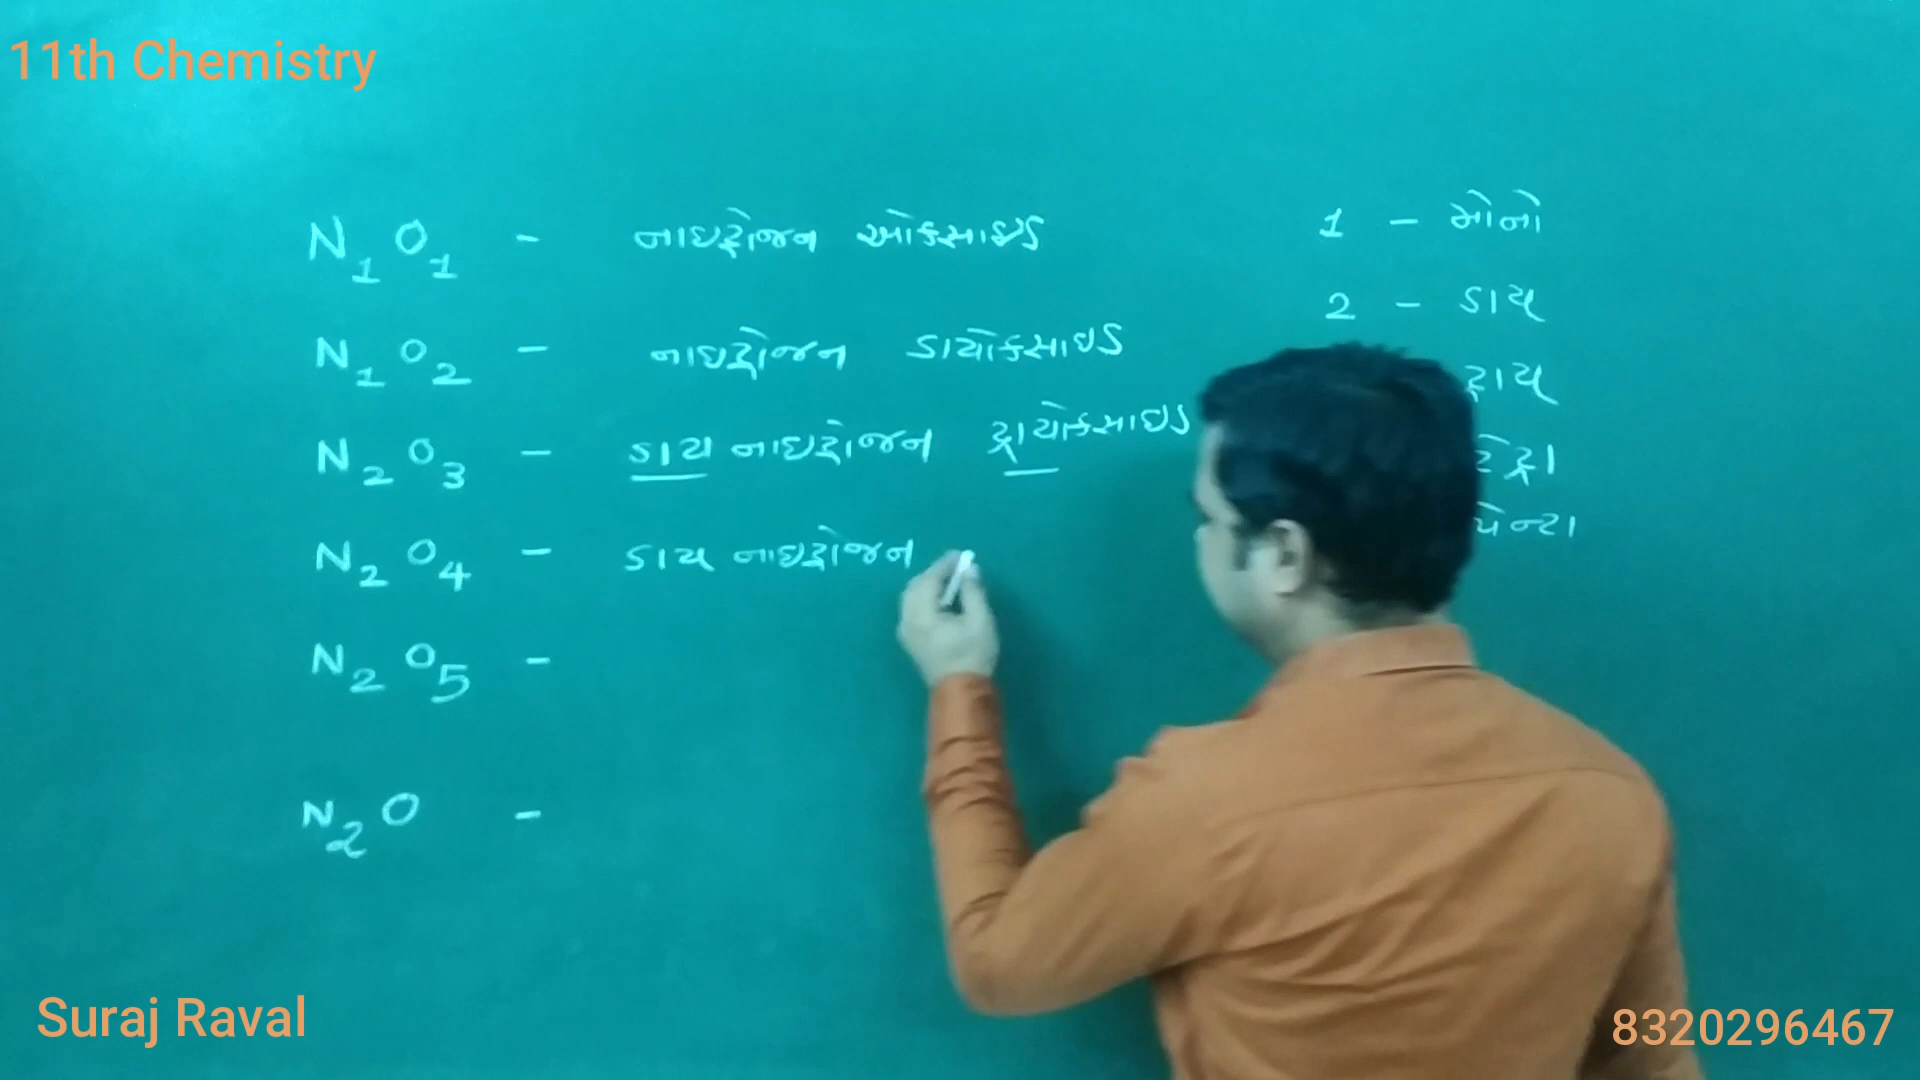 11th Chemistry
N₁O₁ - નાઇટ્રોજન ઓક્સાઇડ
N₁O₂ - નાઇટ્રોજન ડાયોક્સાઇડ
N₂O₃ - ડાય નાઇટ્રોજન ટ્રાયોક્સાઇડ
N₂O₄ - ડાય નાઇટ્રોજન
N₂O₅ -
N₂O -
1 - મોનો
2 - ડાય
ટ્રાય
ટેટ્રા
પેન્ટા
Suraj Raval
8320296467